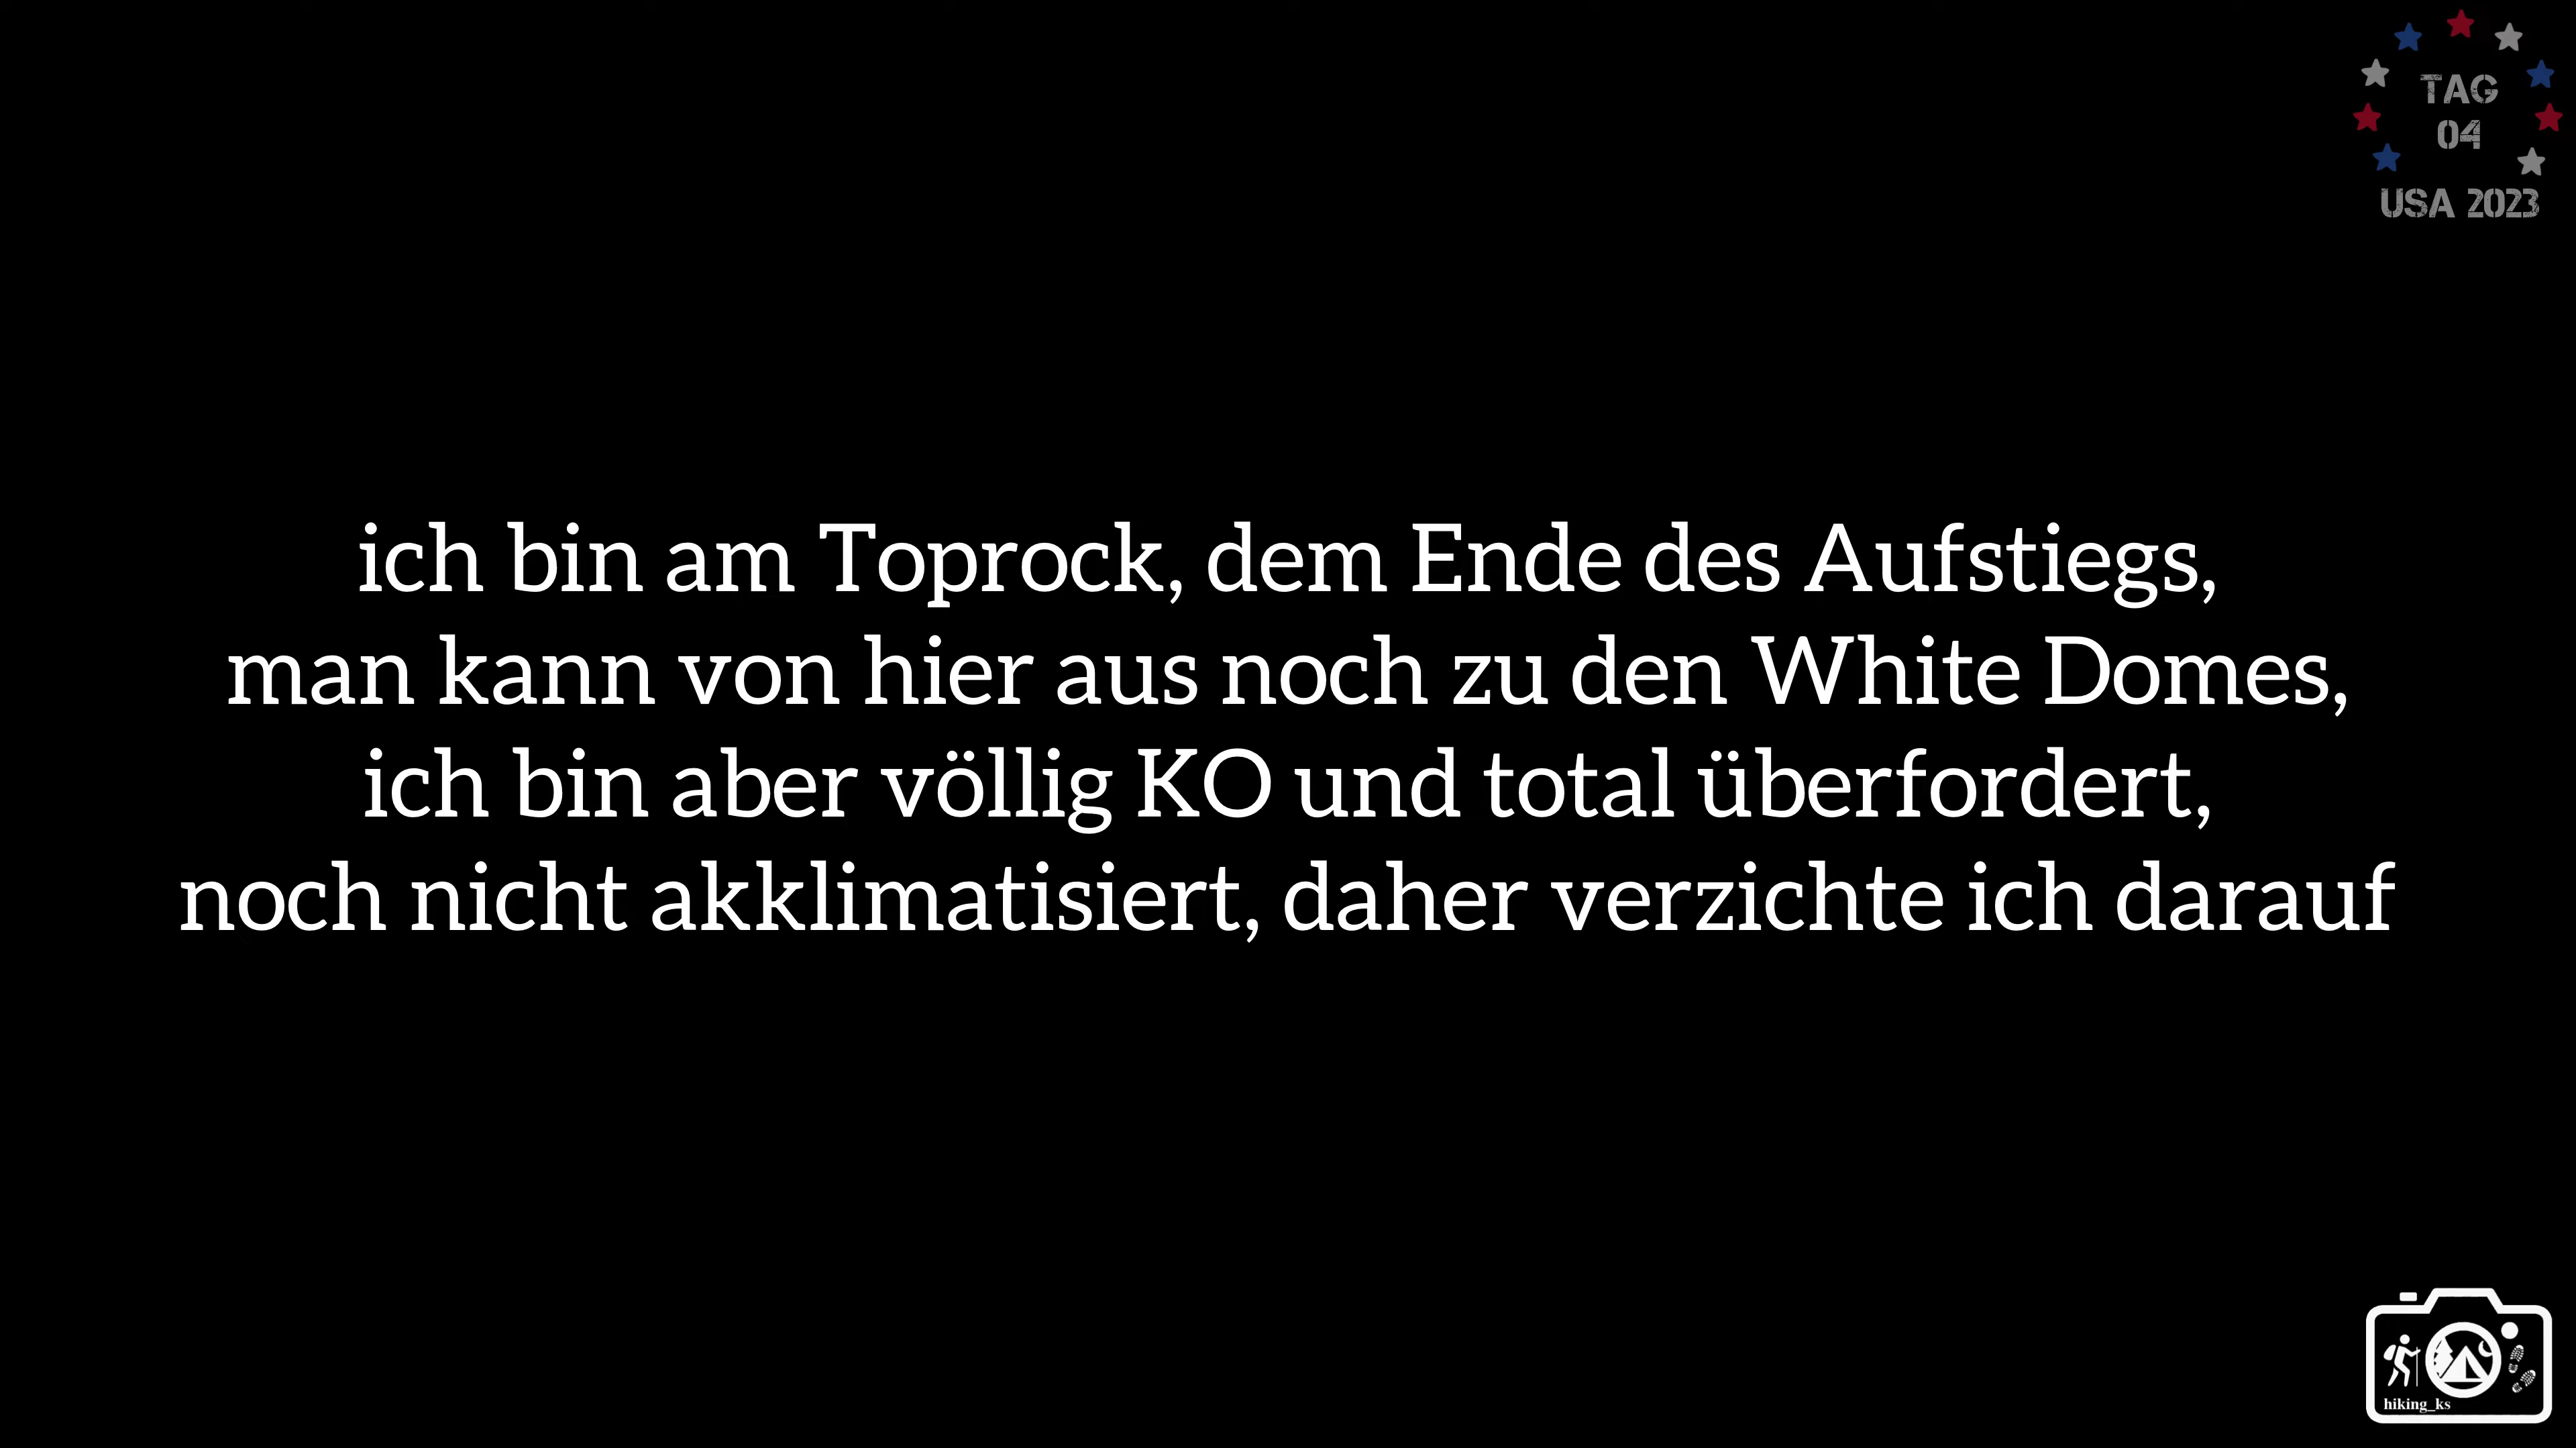 TAG
04
USA 2023
ich bin am Toprock, dem Ende des Aufstiegs,
man kann von hier aus noch zu den White Domes,
ich bin aber völlig KO und total überfordert,
noch nicht akklimatisiert, daher verzichte ich darauf
hiking_ks